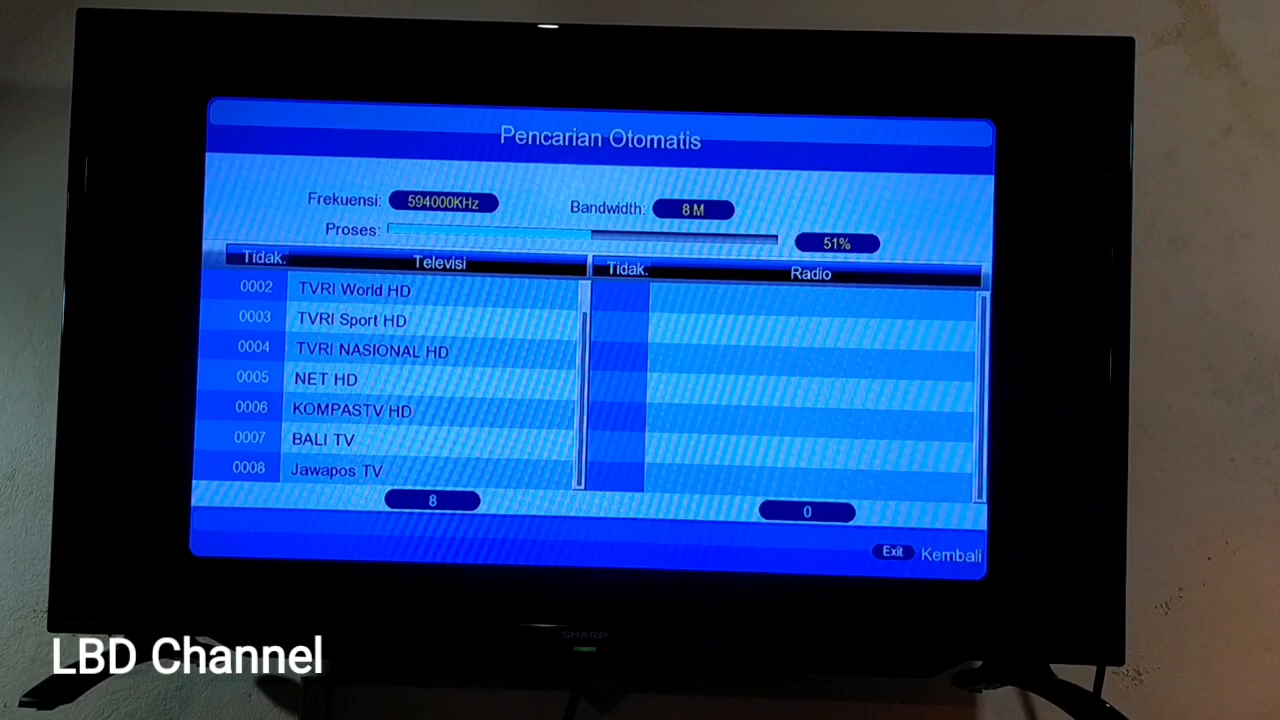 Pencarian Otomatis
Frekuensi: 594000KHz Bandwidth: 8 M
Proses: 51%
Tidak. Televisi Tidak. Radio
0002 TVRI World HD
0003 TVRI Sport HD
0004 TVRI NASIONAL HD
0005 NET HD
0006 KOMPASTV HD
0007 BALI TV
0008 Jawapos TV
8 0
Exit Kembali
SHARP
LBD Channel